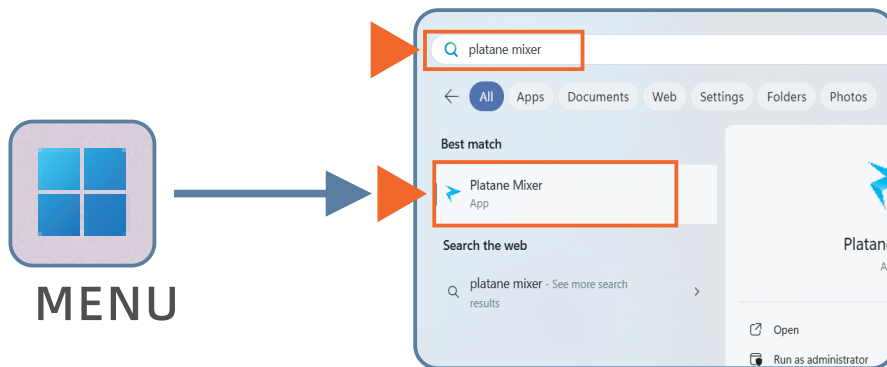 platane mixer
All Apps Documents Web Settings Folders Photos
Best match
Platane Mixer
App
Search the web
platane mixer - See more search
results
MENU
Platan
A
Open
Run as administrator